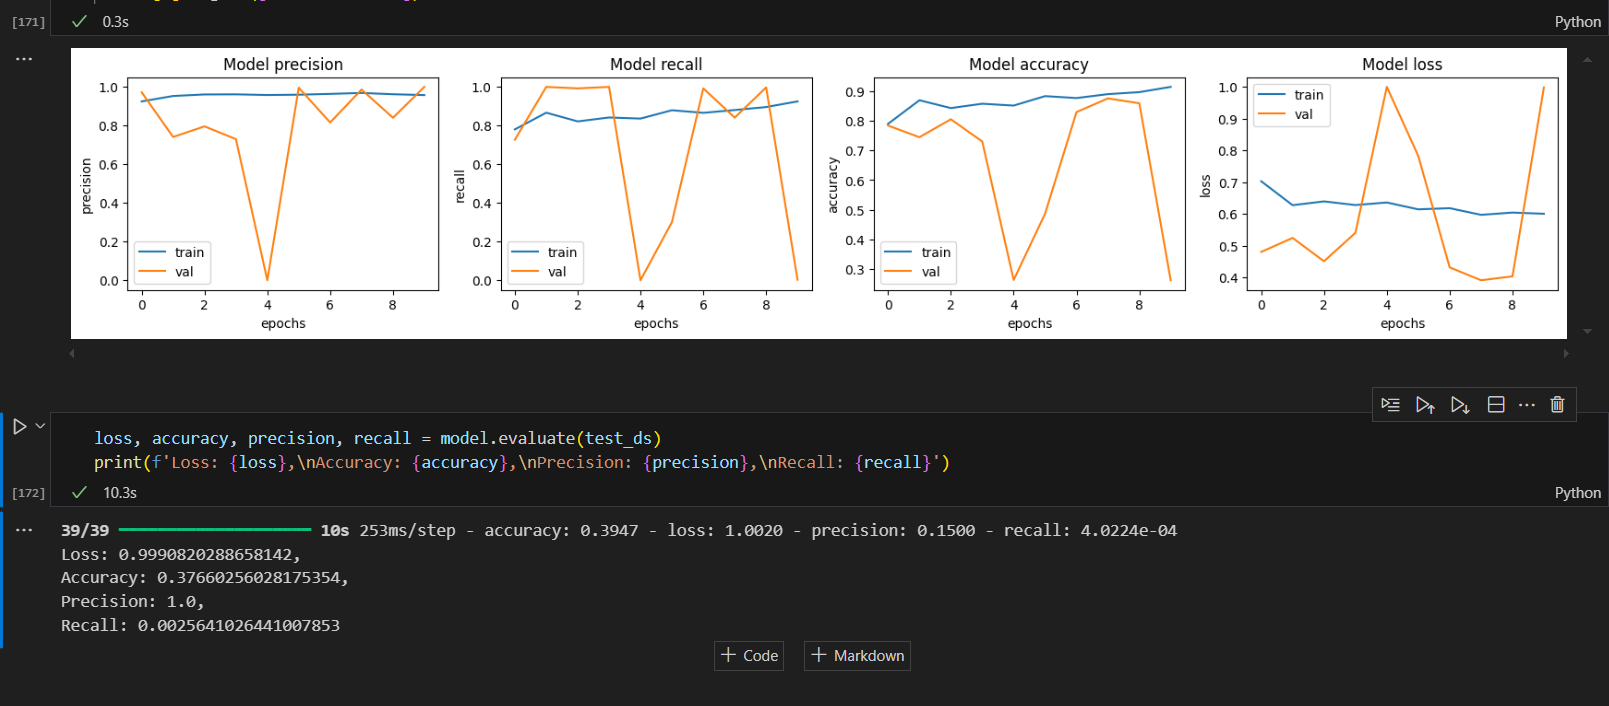 [171]
0.3s
Python
Model precision
Model recall
Model accuracy
Model loss
1.0
0.8
0.6
0.4
0.2
0.0
precision
train
val
0 2 4 6 8
epochs
1.0
0.8
0.6
0.4
0.2
0.0
recall
train
val
0 2 4 6 8
epochs
0.9
0.8
0.7
0.6
0.5
0.4
0.3
accuracy
train
val
0 2 4 6 8
epochs
1.0
0.9
0.8
0.7
0.6
0.5
0.4
loss
train
val
0 2 4 6 8
epochs
loss, accuracy, precision, recall = model.evaluate(test_ds)
print(f'Loss: {loss},\nAccuracy: {accuracy},\nPrecision: {precision},\nRecall: {recall}')
[172]
10.3s
Python
39/39 10s 253ms/step - accuracy: 0.3947 - loss: 1.0020 - precision: 0.1500 - recall: 4.0224e-04
Loss: 0.9990820288658142,
Accuracy: 0.37660256028175354,
Precision: 1.0,
Recall: 0.0025641026441007853
+ Code
+ Markdown